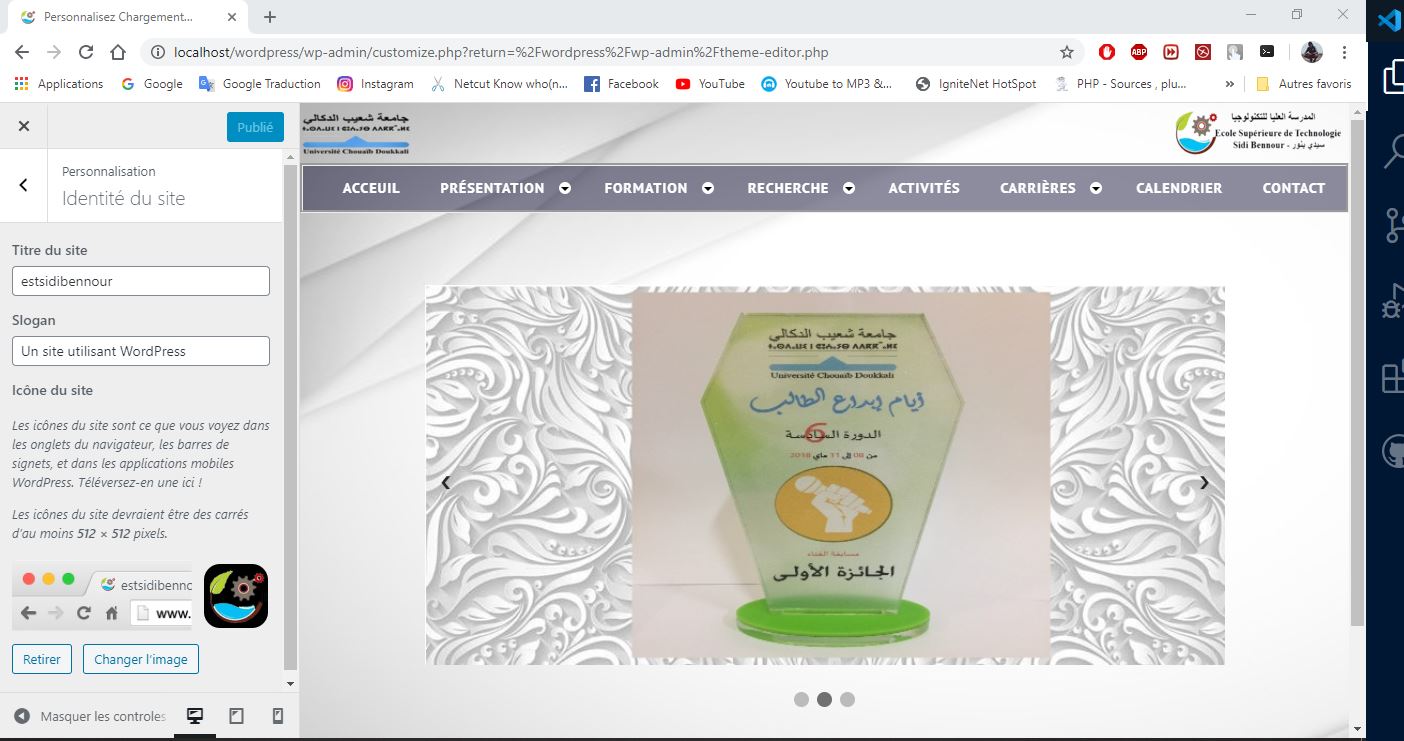 Personnalisez Chargement...
localhost/wordpress/wp-admin/customize.php?return=%2Fwordpress%2Fwp-admin%2Ftheme-editor.php
ABP
Applications Google Google Traduction Instagram Netcut Know who(n... Facebook YouTube Youtube to MP3 &... IgniteNet HotSpot PHP - Sources , plu... » Autres favoris
Publié
Personnalisation
Identité du site
Titre du site
estsidibennour
Slogan
Un site utilisant WordPress
Icône du site
Les icônes du site sont ce que vous voyez dans
les onglets du navigateur, les barres de
signets, et dans les applications mobiles
WordPress. Téléversez-en une ici !
Les icônes du site devraient être des carrés
d'au moins 512 × 512 pixels.
estsidibenno
www.
Retirer Changer l'image
Masquer les controles
جامعة شعيب الدكالي
Université Chouaïb Doukkali
المدرسة العليا للتكنولوجيا
Ecole Supérieure de Technologie
Sidi Bennour - سيدي بنور
ACCEUIL PRÉSENTATION FORMATION RECHERCHE ACTIVITÉS CARRIÈRES CALENDRIER CONTACT
جامعة شعيب الدكالي
Université Chouaïb Doukkali
أيام إبداع الطالب
الدورة السادسة
6
من 08 إلى 11 ماي 2018
مسابقة الغناء
الجائزة الأولى